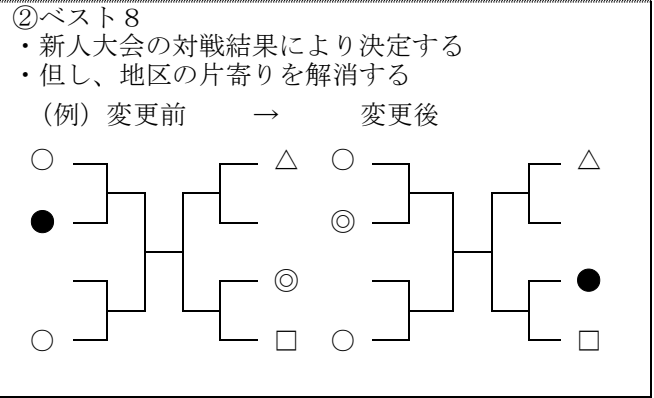 ②ベスト８
・新人大会の対戦結果により決定する
・但し、地区の片寄りを解消する
（例）変更前　→　変更後
○　△　○　△
●　◎
◎　●
○　□　○　□